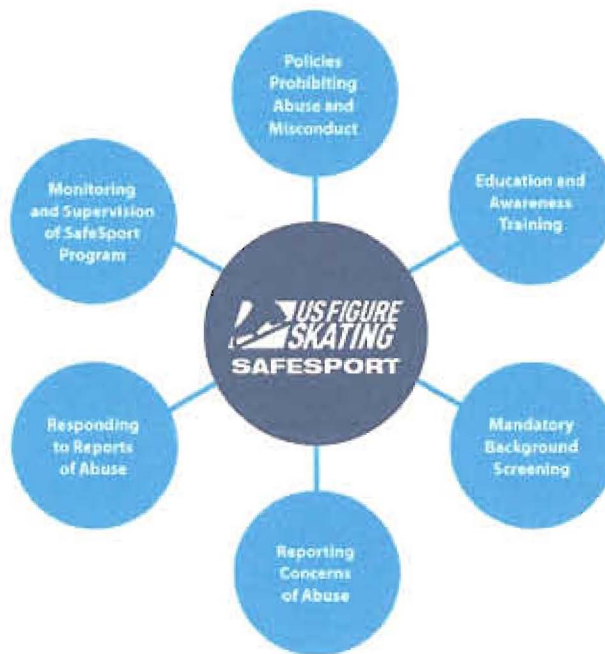 Policies
Prohibiting
Abuse and
Misconduct
Education and
Awareness
Training
Mandatory
Background
Screening
Reporting
Concerns
of Abuse
Responding
to Reports
of Abuse
Monitoring
and Supervision
of SafeSport
Program
US FIGURE
SKATING
SAFESPORT